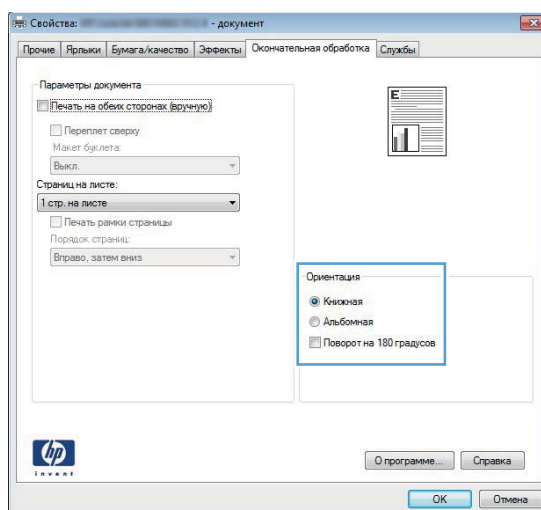 Свойства: - документ
Прочие Ярлыки Бумага/качество Эффекты Окончательная обработка Службы
Параметры документа
Печать на обеих сторонах (вручную)
Переплет сверху
Макет буклета:
Выкл.
Страниц на листе:
1 стр. на листе
Печать рамки страницы
Порядок страниц:
Вправо, затем вниз
E
Ориентация
Книжная
Альбомная
Поворот на 180 градусов
hp
invent
О программе... Справка
OK Отмена